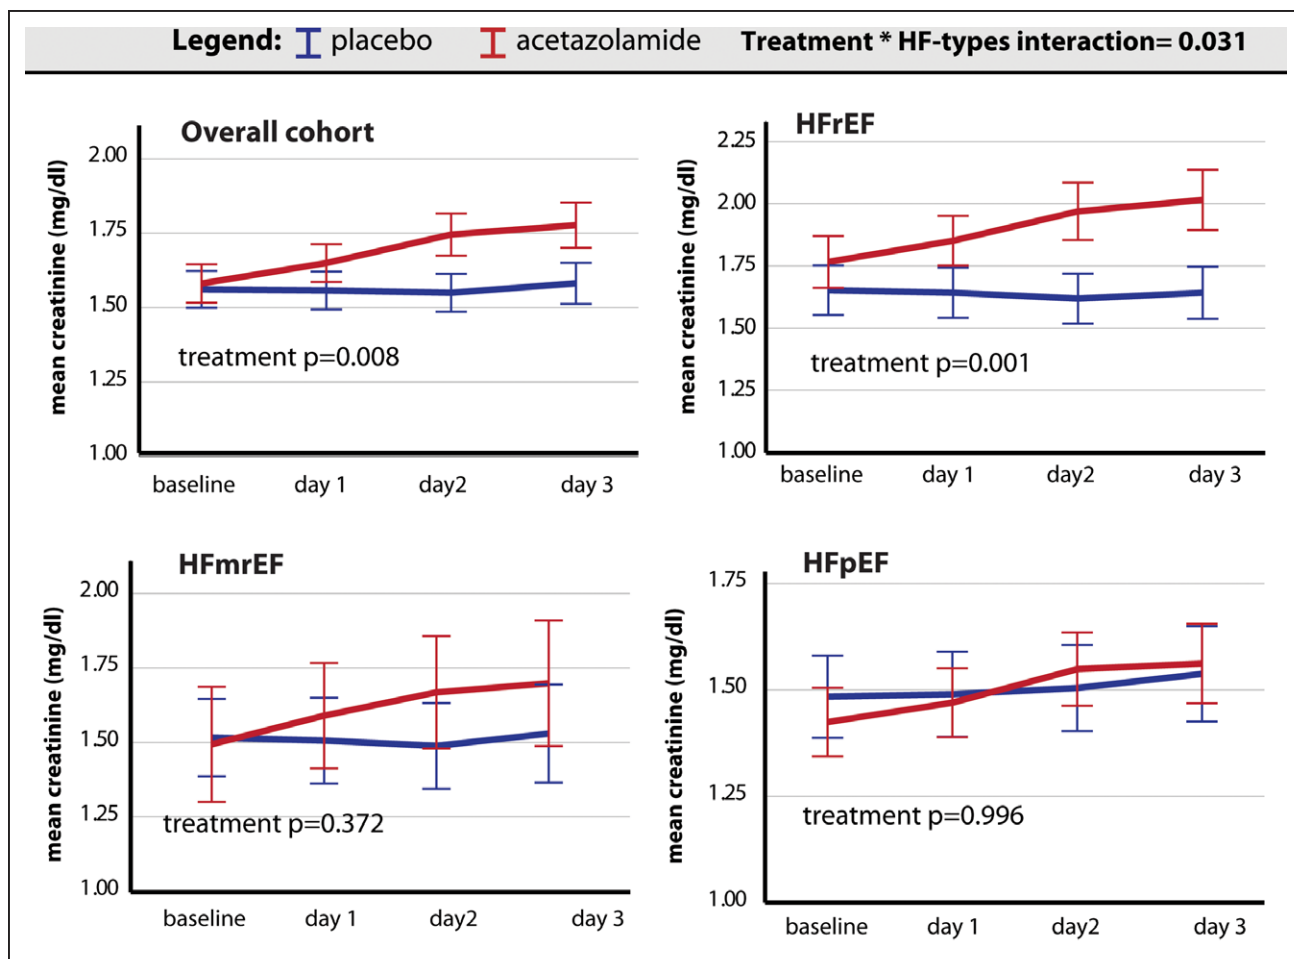 Legend: placebo acetazolamide Treatment * HF-types interaction= 0.031
Overall cohort
mean creatinine (mg/dl)
2.00
1.75
1.50
1.25
1.00
treatment p=0.008
baseline day 1 day2 day 3
HFrEF
mean creatinine (mg/dl)
2.25
2.00
1.75
1.50
1.25
1.00
treatment p=0.001
baseline day 1 day2 day 3
HFmrEF
mean creatinine (mg/dl)
2.00
1.75
1.50
1.25
1.00
treatment p=0.372
baseline day 1 day2 day 3
HFpEF
mean creatinine (mg/dl)
1.75
1.50
1.25
1.00
treatment p=0.996
baseline day 1 day2 day 3